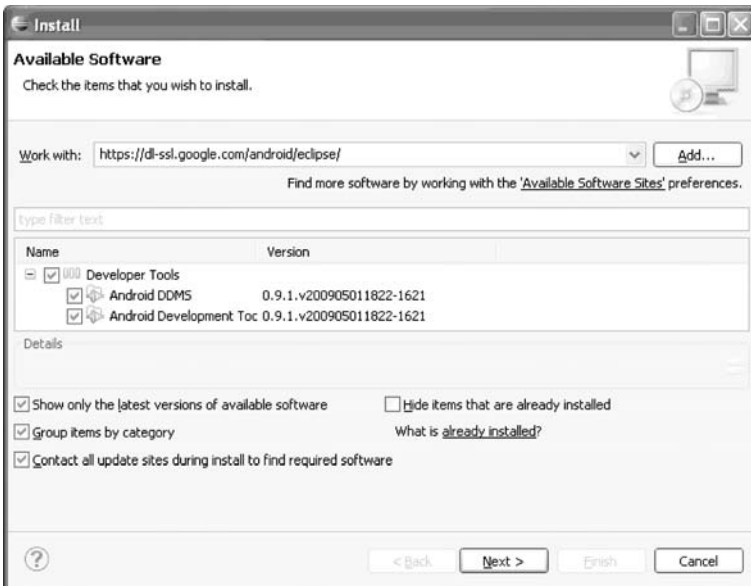 Install
Available Software
Check the items that you wish to install.
Work with: https://dl-ssl.google.com/android/eclipse/ Add...
Find more software by working with the 'Available Software Sites' preferences.
type filter text
Name Version
Developer Tools
Android DDMS 0.9.1.v200905011822-1621
Android Development Toc 0.9.1.v200905011822-1621
Details
Show only the latest versions of available software Hide items that are already installed
Group items by category What is already installed?
Contact all update sites during install to find required software
? < Back Next > Finish Cancel